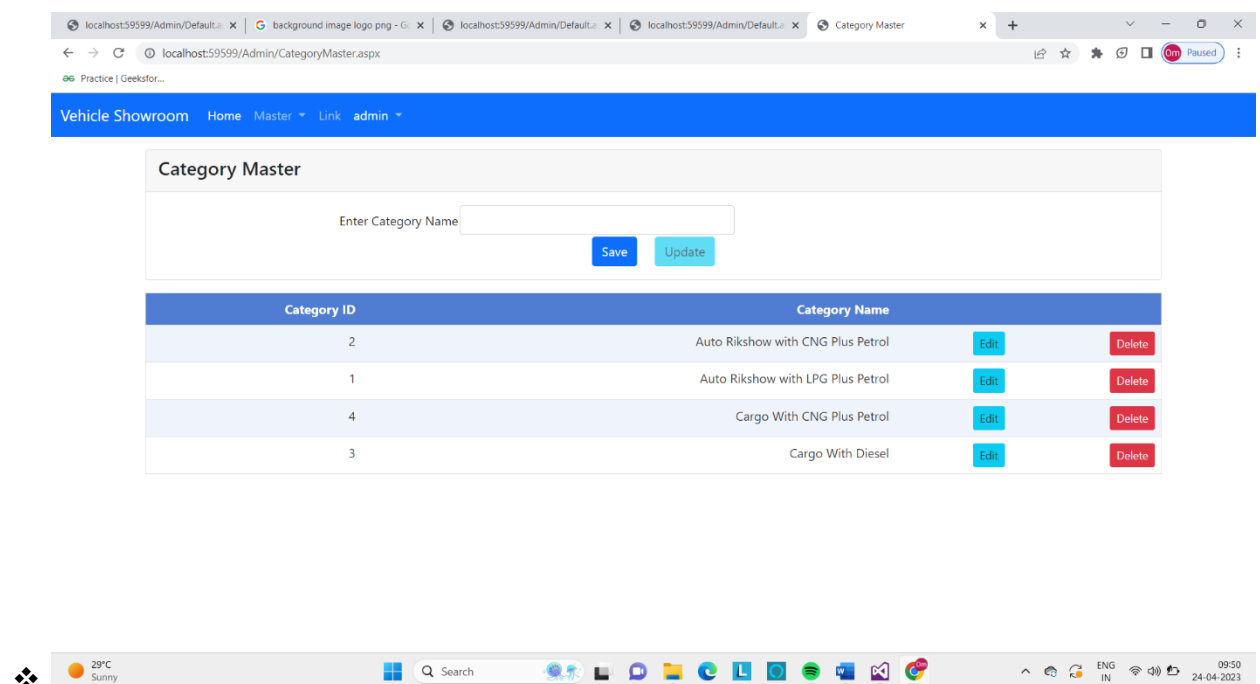 localhost:59599/Admin/Default.a background image logo png - Go localhost:59599/Admin/Default.a localhost:59599/Admin/Default.a Category Master
localhost:59599/Admin/CategoryMaster.aspx Om Paused
Practice | Geeksfor...
Vehicle Showroom Home Master Link admin
Category Master
Enter Category Name
Save Update
Category ID Category Name
2 Auto Rikshow with CNG Plus Petrol Edit Delete
1 Auto Rikshow with LPG Plus Petrol Edit Delete
4 Cargo With CNG Plus Petrol Edit Delete
3 Cargo With Diesel Edit Delete
29°C Search ENG 09:50
Sunny IN 24-04-2023